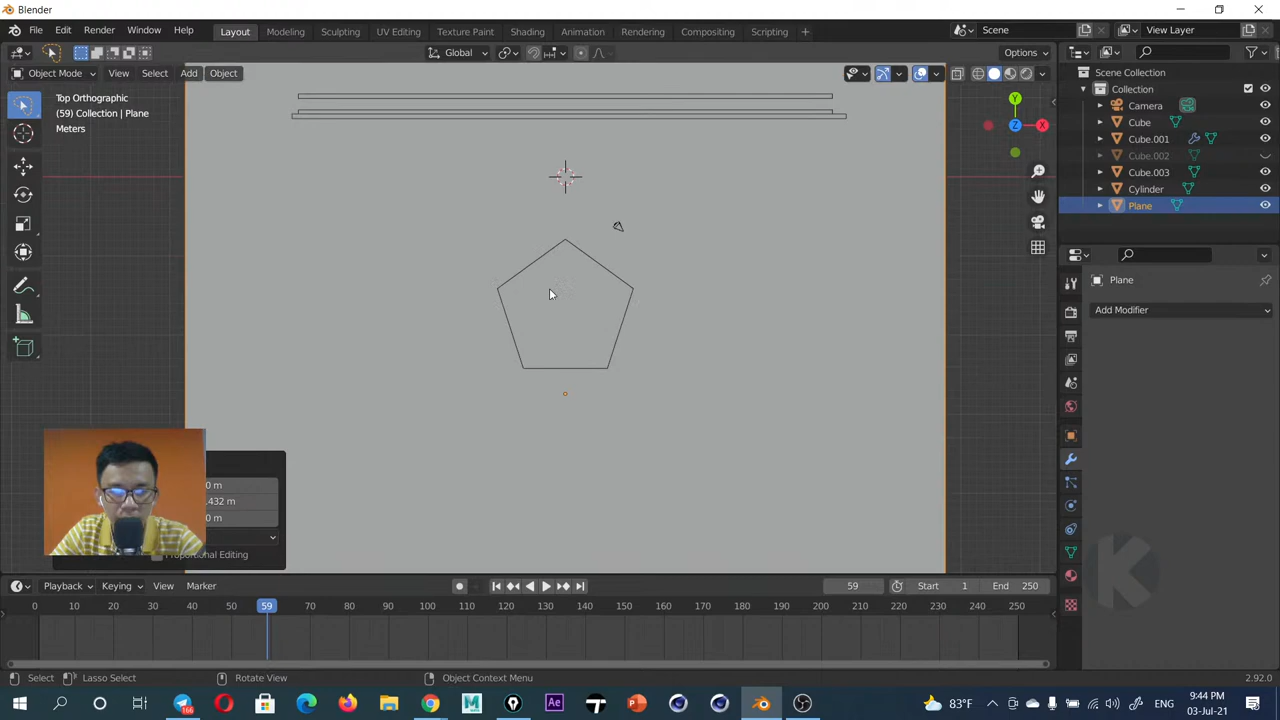 Blender
File Edit Render Window Help
Layout Modeling Sculpting UV Editing Texture Paint Shading Animation Rendering Compositing Scripting
Scene
View Layer
Global
Options
Object Mode View Select Add Object
Top Orthographic
(59) Collection | Plane
Meters
Y
Z
X
Scene Collection
Collection
Camera
Cube
Cube.001
Cube.002
Cube.003
Cylinder
Plane
Plane
Add Modifier
0 m
.432 m
0 m
Proportional Editing
K
Playback Keying View Marker
59
Start 1
End 250
0 10 20 30 40 50 59 70 80 90 100 110 120 130 140 150 160 170 180 190 200 210 220 230 240 250
Select Lasso Select Rotate View Object Context Menu
2.92.0
166
Ae
83°F
9:44 PM
03-Jul-21